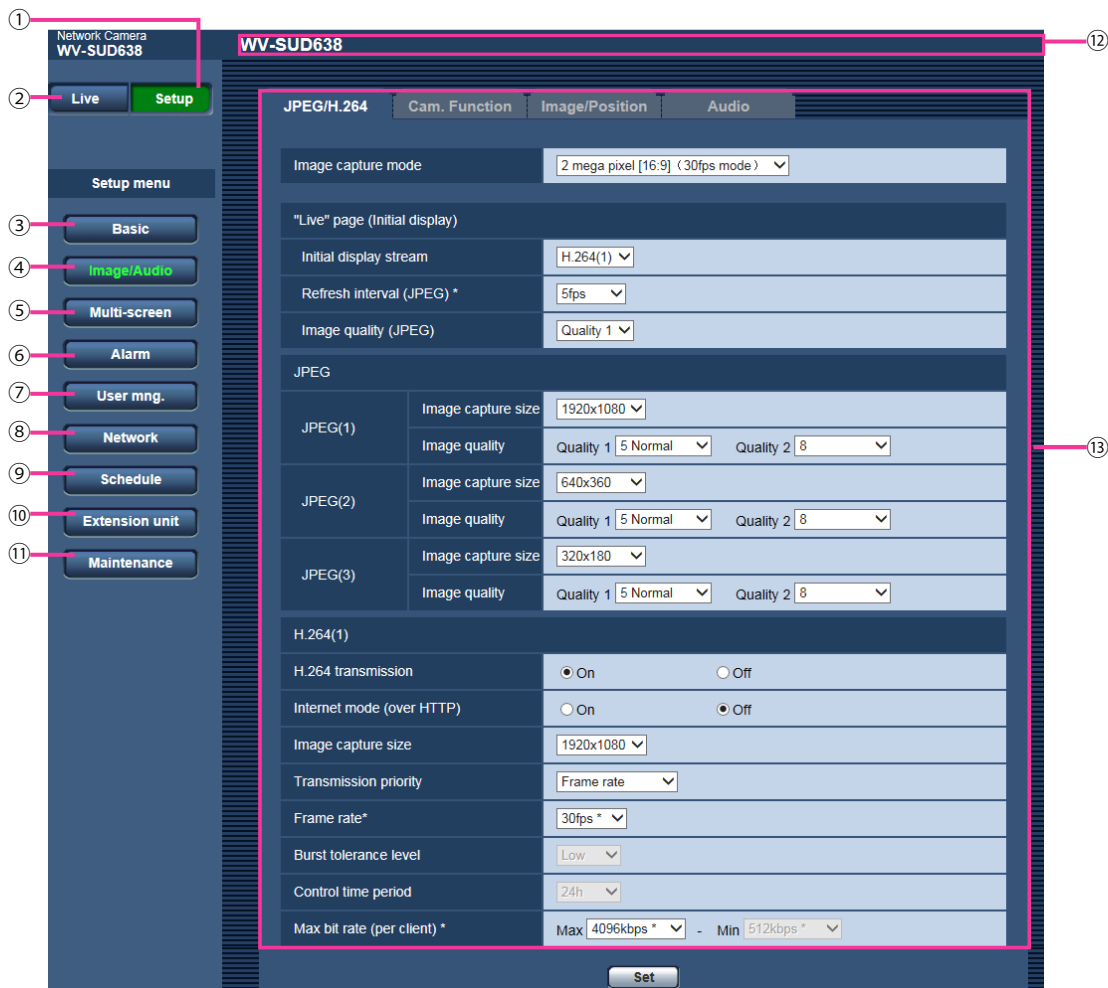 ①
Network Camera
WV-SUD638
WV-SUD638
⑫
② Live Setup
JPEG/H.264 Cam. Function Image/Position Audio
Image capture mode 2 mega pixel [16:9] (30fps mode)
Setup menu
③ Basic
④ Image/Audio
⑤ Multi-screen
⑥ Alarm
⑦ User mng.
⑧ Network
⑨ Schedule
⑩ Extension unit
⑪ Maintenance
"Live" page (Initial display)
Initial display stream H.264(1)
Refresh interval (JPEG) * 5fps
Image quality (JPEG) Quality 1
JPEG
JPEG(1)
Image capture size 1920x1080
Image quality Quality 1 5 Normal Quality 2 8
⑬
JPEG(2)
Image capture size 640x360
Image quality Quality 1 5 Normal Quality 2 8
JPEG(3)
Image capture size 320x180
Image quality Quality 1 5 Normal Quality 2 8
H.264(1)
H.264 transmission On Off
Internet mode (over HTTP) On Off
Image capture size 1920x1080
Transmission priority Frame rate
Frame rate* 30fps *
Burst tolerance level Low
Control time period 24h
Max bit rate (per client) * Max 4096kbps * - Min 512kbps *
Set